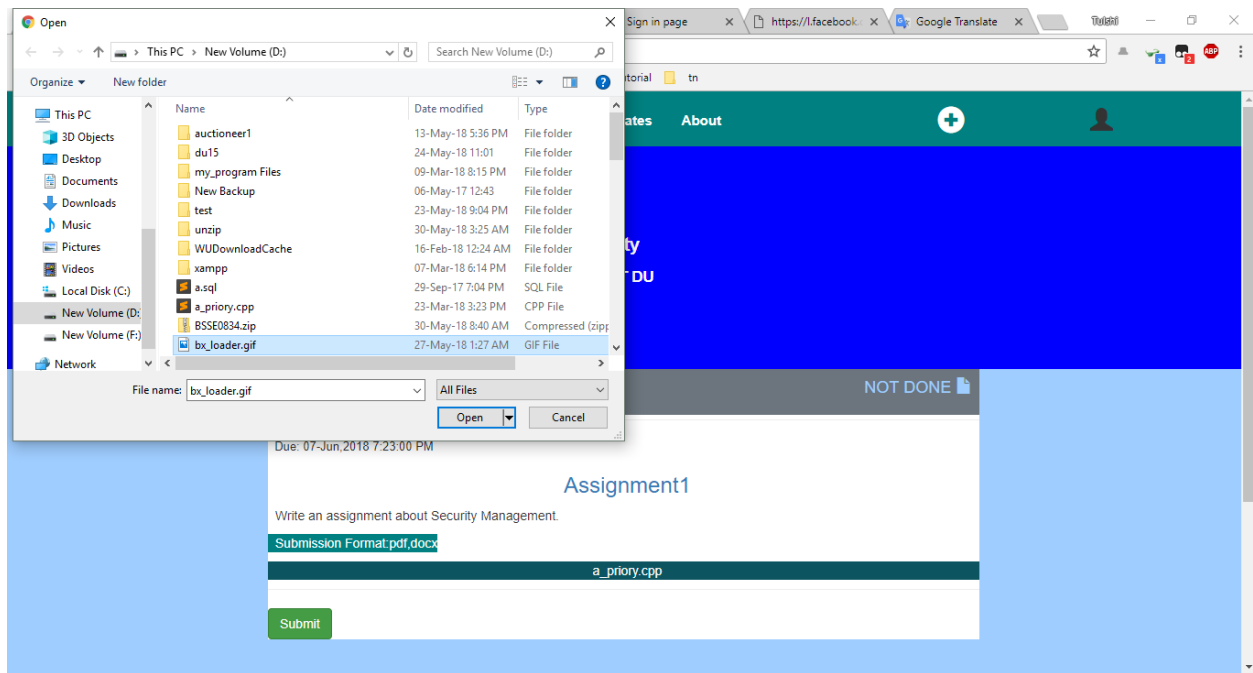 Open
Sign in page
https://l.facebook.
Google Translate
Tulshi
This PC > New Volume (D:)
Search New Volume (D:)
ABP
x
2
Organize
New folder
torial
tn
Name
Date modified
Type
This PC
3D Objects
Desktop
Documents
Downloads
Music
Pictures
Videos
Local Disk (C:)
New Volume (D:
New Volume (F:)
Network
auctioneer1 13-May-18 5:36 PM File folder
du15 24-May-18 11:01 File folder
my_program Files 09-Mar-18 8:15 PM File folder
New Backup 06-May-17 12:43 File folder
test 23-May-18 9:04 PM File folder
unzip 30-May-18 3:25 AM File folder
WUDownloadCache 16-Feb-18 12:24 AM File folder
xampp 07-Mar-18 6:14 PM File folder
a.sql 29-Sep-17 7:04 PM SQL File
a_priory.cpp 23-Mar-18 3:23 PM CPP File
BSSE0834.zip 30-May-18 8:40 AM Compressed (zipp
bx_loader.gif 27-May-18 1:27 AM GIF File
File name: bx_loader.gif
All Files
Open
Cancel
ates
About
ty
DU
NOT DONE
Due: 07-Jun,2018 7:23:00 PM
Assignment1
Write an assignment about Security Management.
Submission Format:pdf,docx
a_priory.cpp
Submit